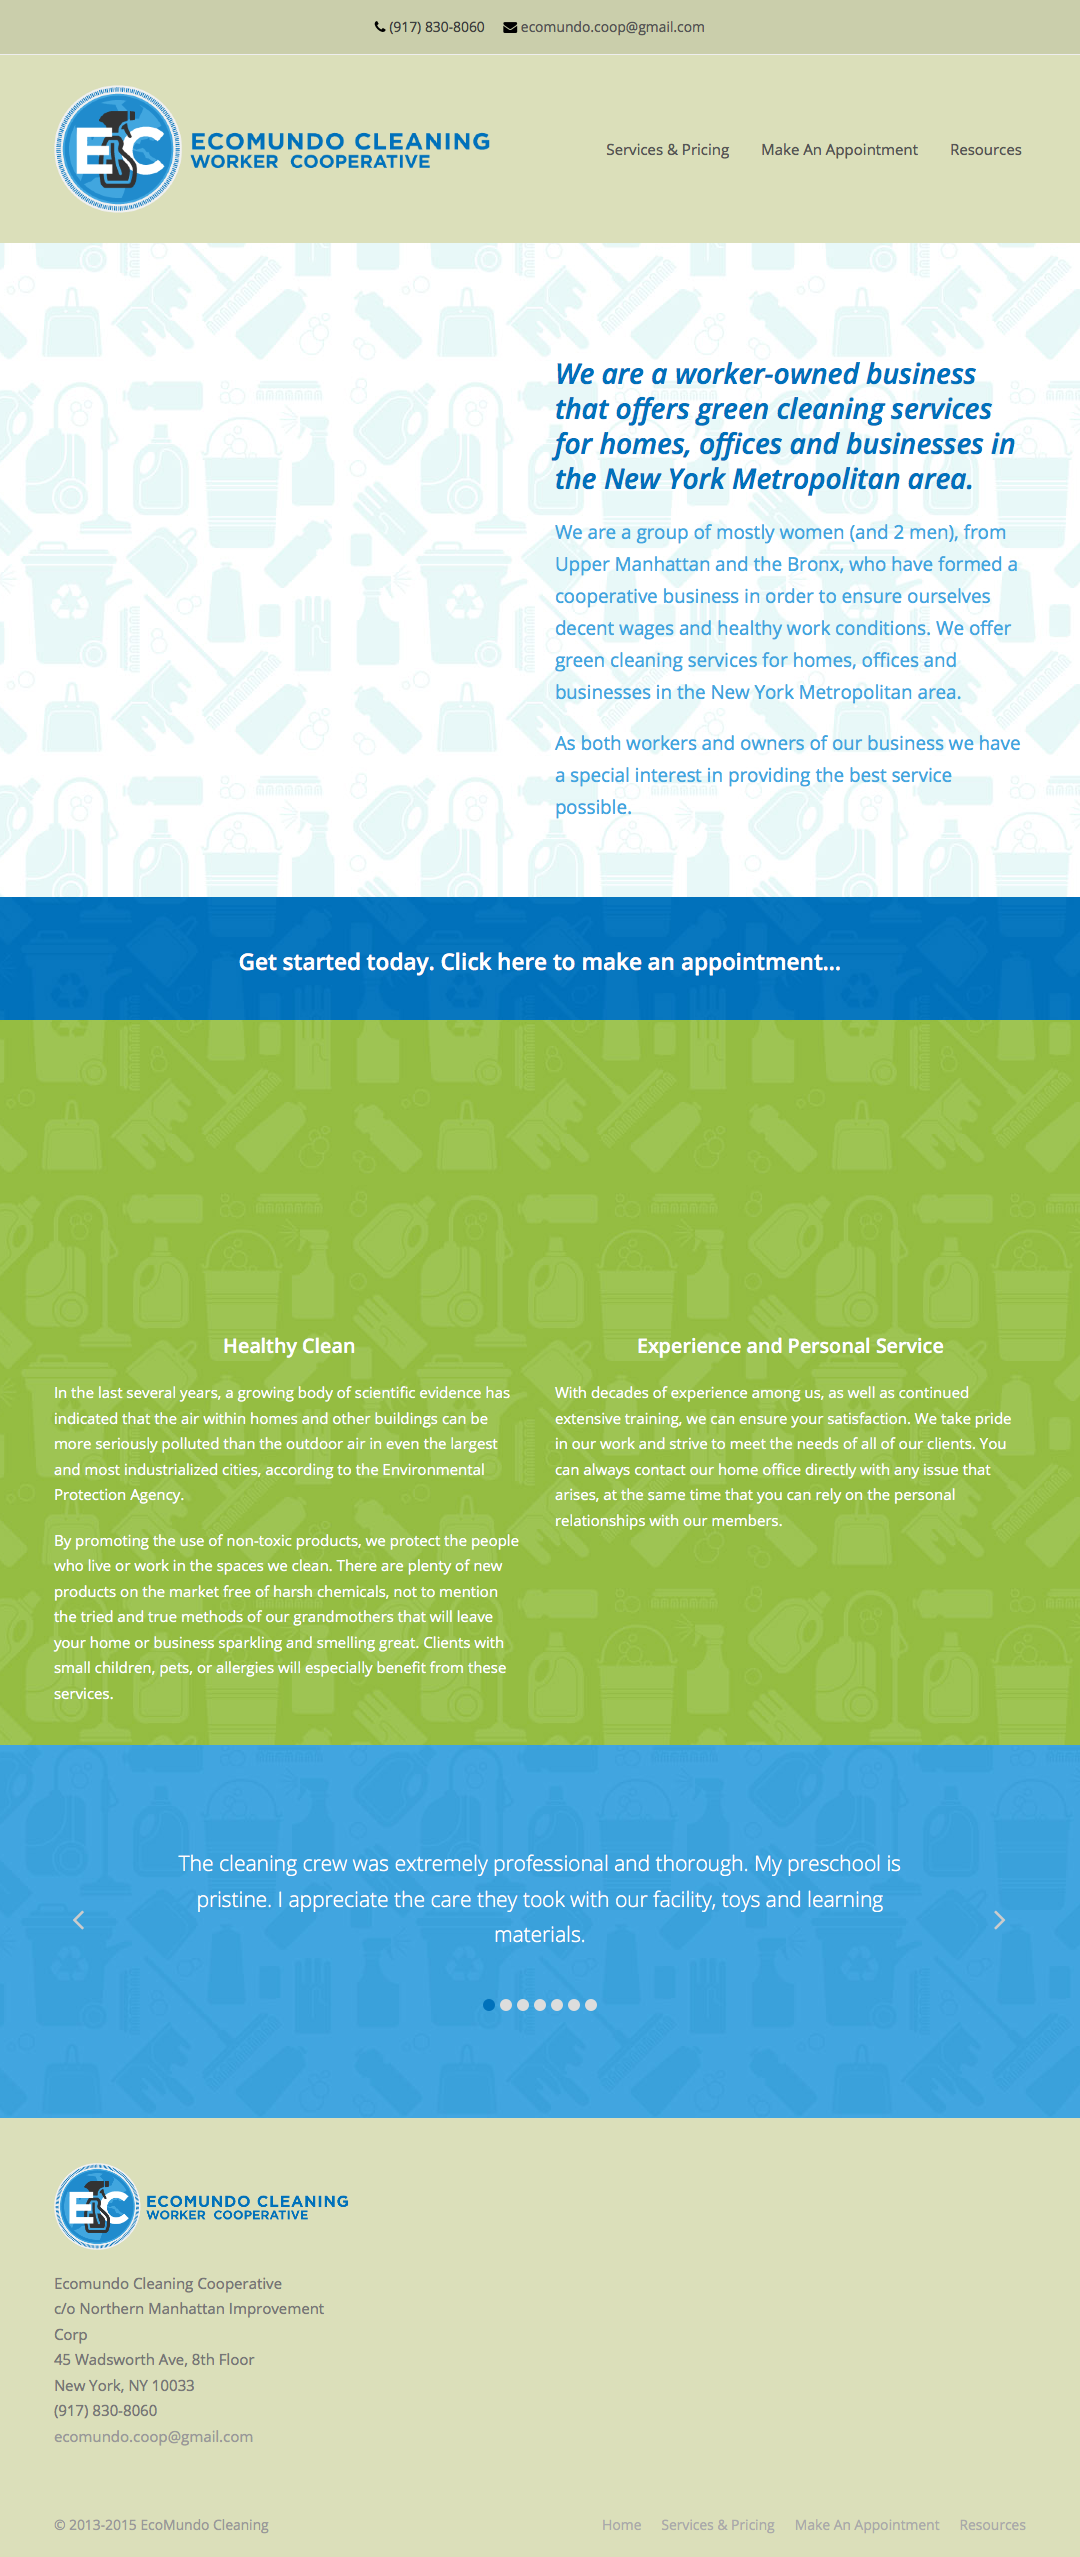 (917) 830-8060 ecomundo.coop@gmail.com
EC
ECOMUNDO CLEANING
WORKER COOPERATIVE
Services & Pricing Make An Appointment Resources
We are a worker-owned business
that offers green cleaning services
for homes, offices and businesses in
the New York Metropolitan area.
We are a group of mostly women (and 2 men), from
Upper Manhattan and the Bronx, who have formed a
cooperative business in order to ensure ourselves
decent wages and healthy work conditions. We offer
green cleaning services for homes, offices and
businesses in the New York Metropolitan area.
As both workers and owners of our business we have
a special interest in providing the best service
possible.
Get started today. Click here to make an appointment...
Healthy Clean
In the last several years, a growing body of scientific evidence has
indicated that the air within homes and other buildings can be
more seriously polluted than the outdoor air in even the largest
and most industrialized cities, according to the Environmental
Protection Agency.
By promoting the use of non-toxic products, we protect the people
who live or work in the spaces we clean. There are plenty of new
products on the market free of harsh chemicals, not to mention
the tried and true methods of our grandmothers that will leave
your home or business sparkling and smelling great. Clients with
small children, pets, or allergies will especially benefit from these
services.
Experience and Personal Service
With decades of experience among us, as well as continued
extensive training, we can ensure your satisfaction. We take pride
in our work and strive to meet the needs of all of our clients. You
can always contact our home office directly with any issue that
arises, at the same time that you can rely on the personal
relationships with our members.
The cleaning crew was extremely professional and thorough. My preschool is
pristine. I appreciate the care they took with our facility, toys and learning
materials.
EC
ECOMUNDO CLEANING
WORKER COOPERATIVE
Ecomundo Cleaning Cooperative
c/o Northern Manhattan Improvement
Corp
45 Wadsworth Ave, 8th Floor
New York, NY 10033
(917) 830-8060
ecomundo.coop@gmail.com
© 2013-2015 EcoMundo Cleaning
Home Services & Pricing Make An Appointment Resources